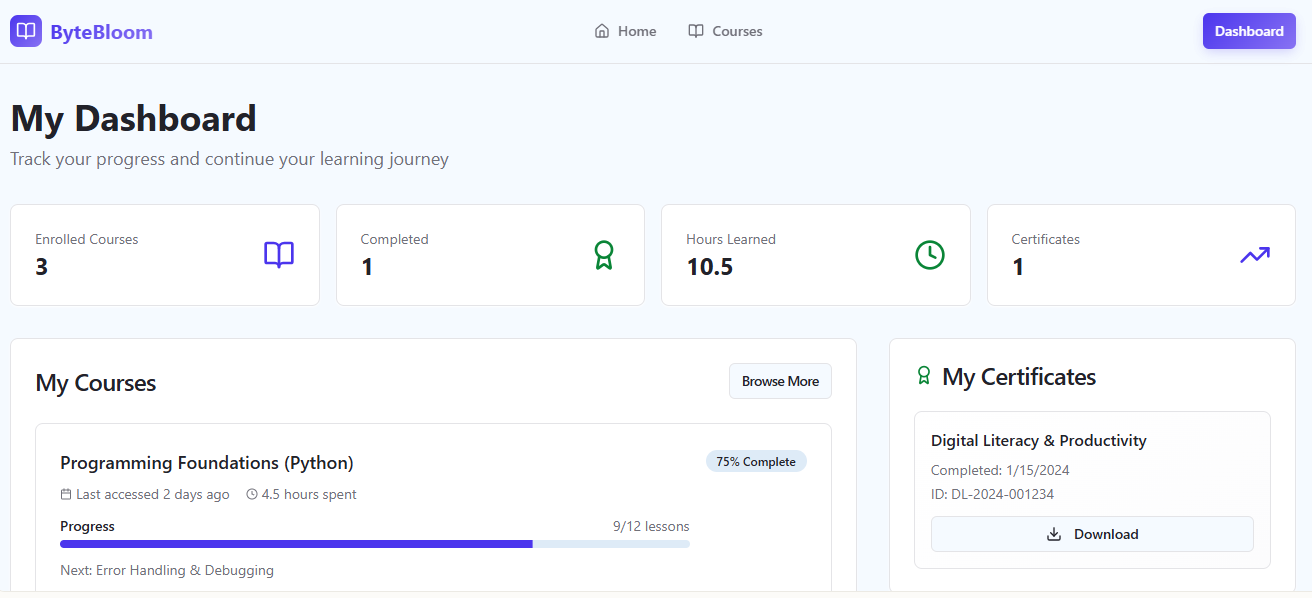 ByteBloom
Home
Courses
Dashboard
My Dashboard
Track your progress and continue your learning journey
Enrolled Courses
3
Completed
1
Hours Learned
10.5
Certificates
1
My Courses
Browse More
Programming Foundations (Python)
75% Complete
Last accessed 2 days ago
4.5 hours spent
Progress
9/12 lessons
Next: Error Handling & Debugging
My Certificates
Digital Literacy & Productivity
Completed: 1/15/2024
ID: DL-2024-001234
Download